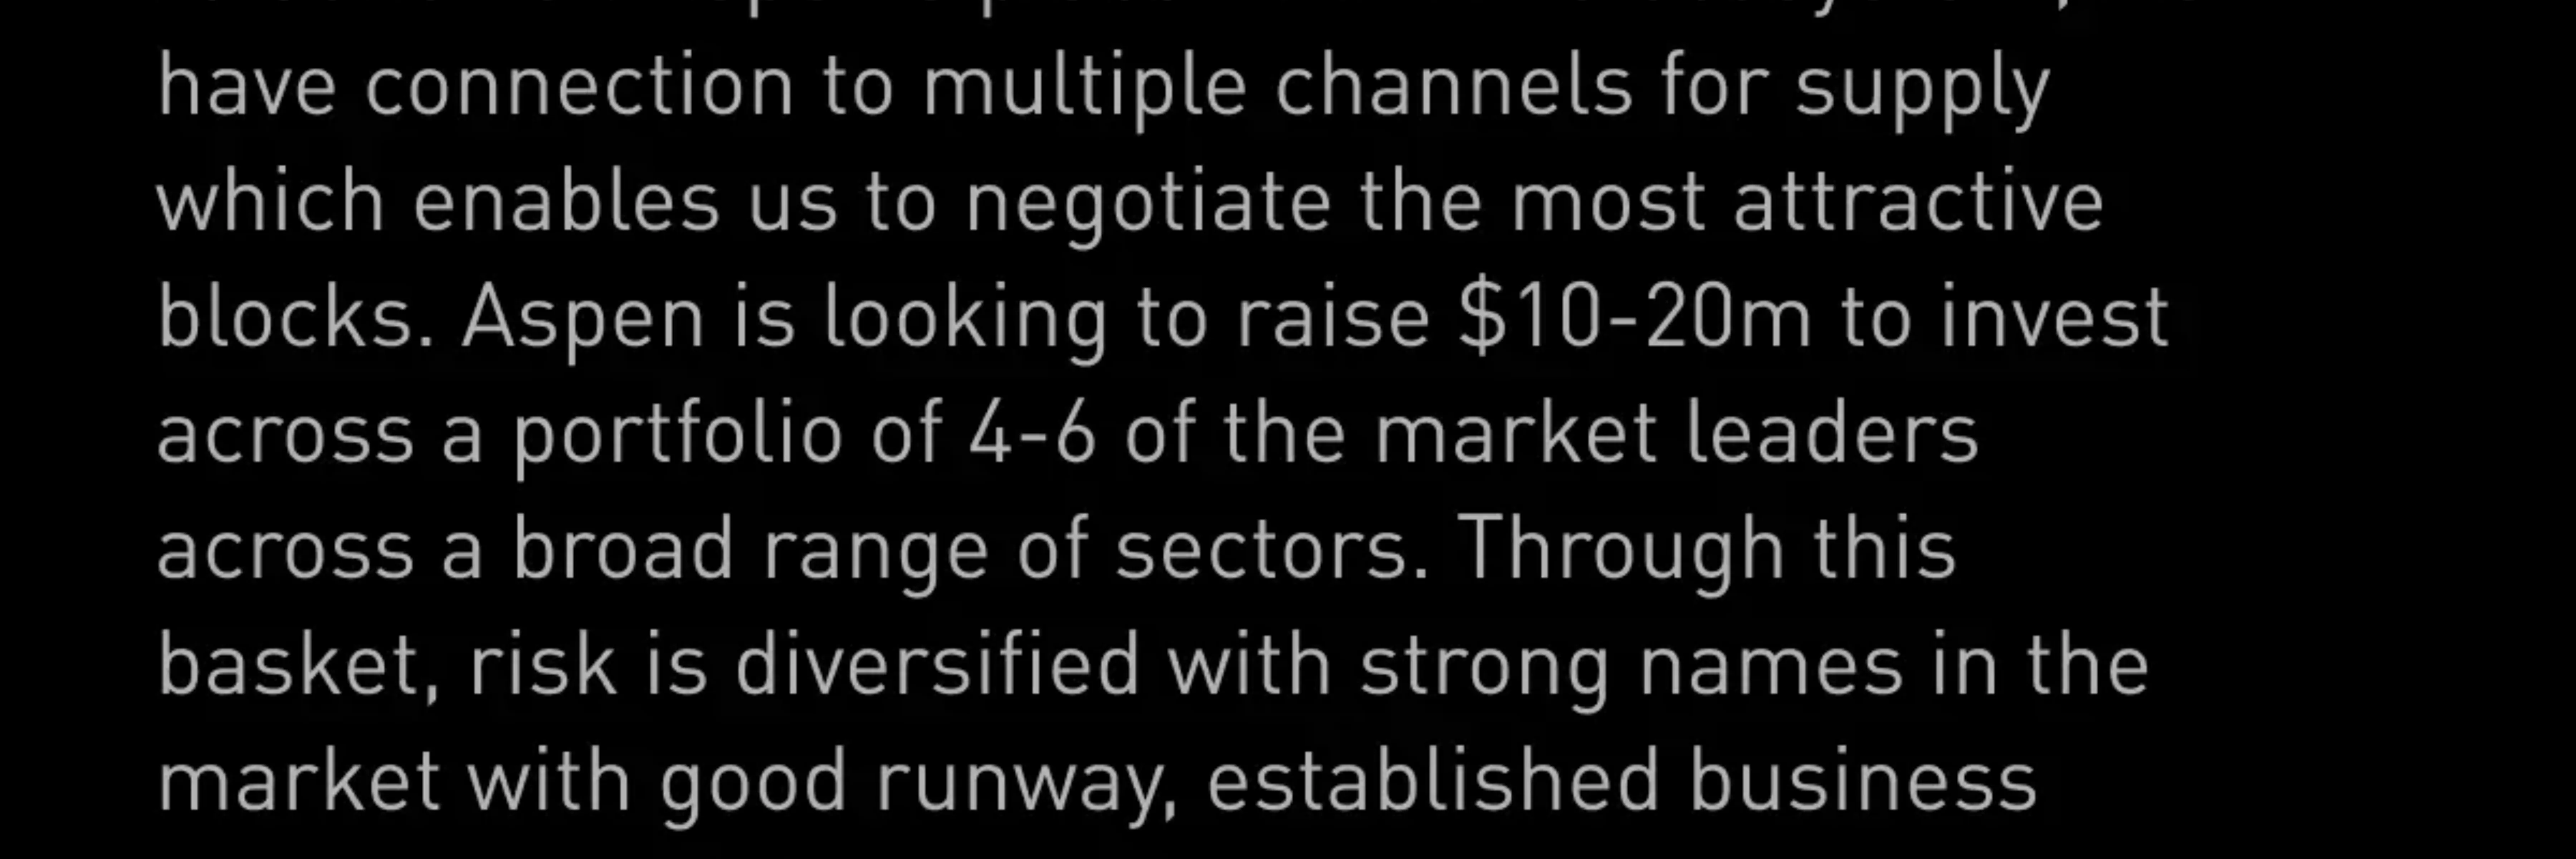 have connection to multiple channels for supply
which enables us to negotiate the most attractive
blocks. Aspen is looking to raise $10-20m to invest
across a portfolio of 4-6 of the market leaders
across a broad range of sectors. Through this
basket, risk is diversified with strong names in the
market with good runway, established business